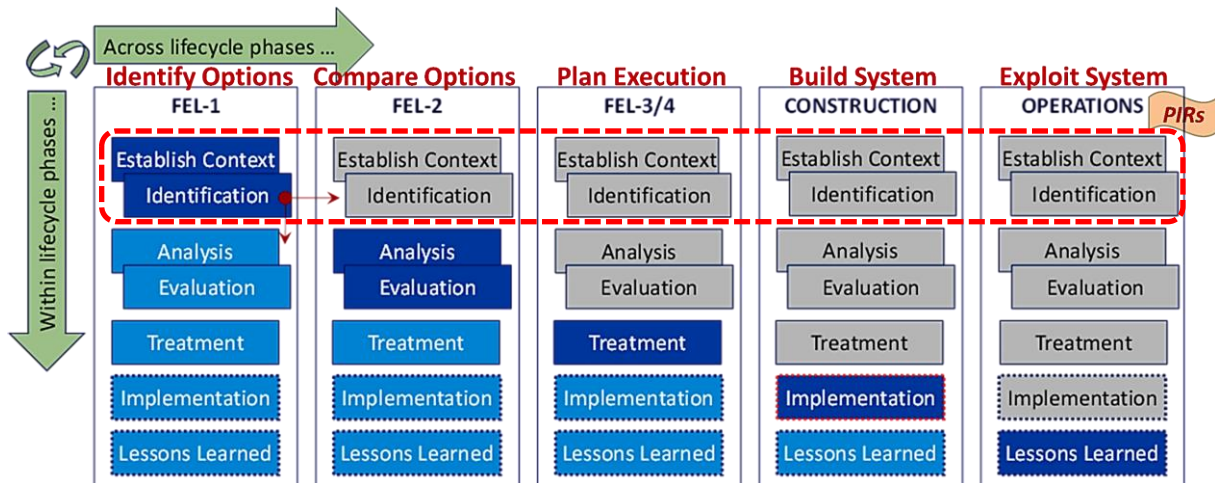 Across lifecycle phases ...
Within lifecycle phases ...
Identify Options
FEL-1
Establish Context
Identification
Analysis
Evaluation
Treatment
Implementation
Lessons Learned
Compare Options
FEL-2
Establish Context
Identification
Analysis
Evaluation
Treatment
Implementation
Lessons Learned
Plan Execution
FEL-3/4
Establish Context
Identification
Analysis
Evaluation
Treatment
Implementation
Lessons Learned
Build System
CONSTRUCTION
Establish Context
Identification
Analysis
Evaluation
Treatment
Implementation
Lessons Learned
Exploit System
OPERATIONS
PIRs
Establish Context
Identification
Analysis
Evaluation
Treatment
Implementation
Lessons Learned